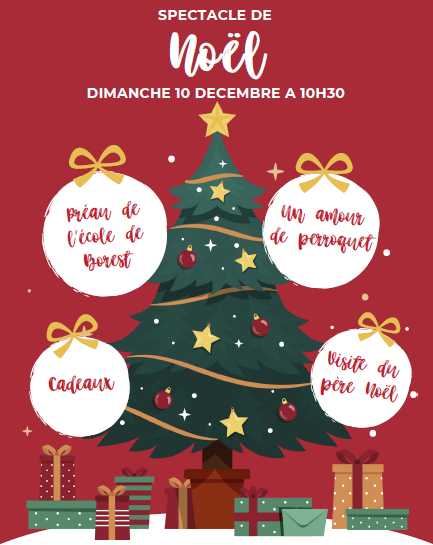 SPECTACLE DE
Noël
DIMANCHE 10 DECEMBRE A 10H30
Préau de
l'école de
Borest
Un amour
de perroquet
Cadeaux
Visite du
père Noël